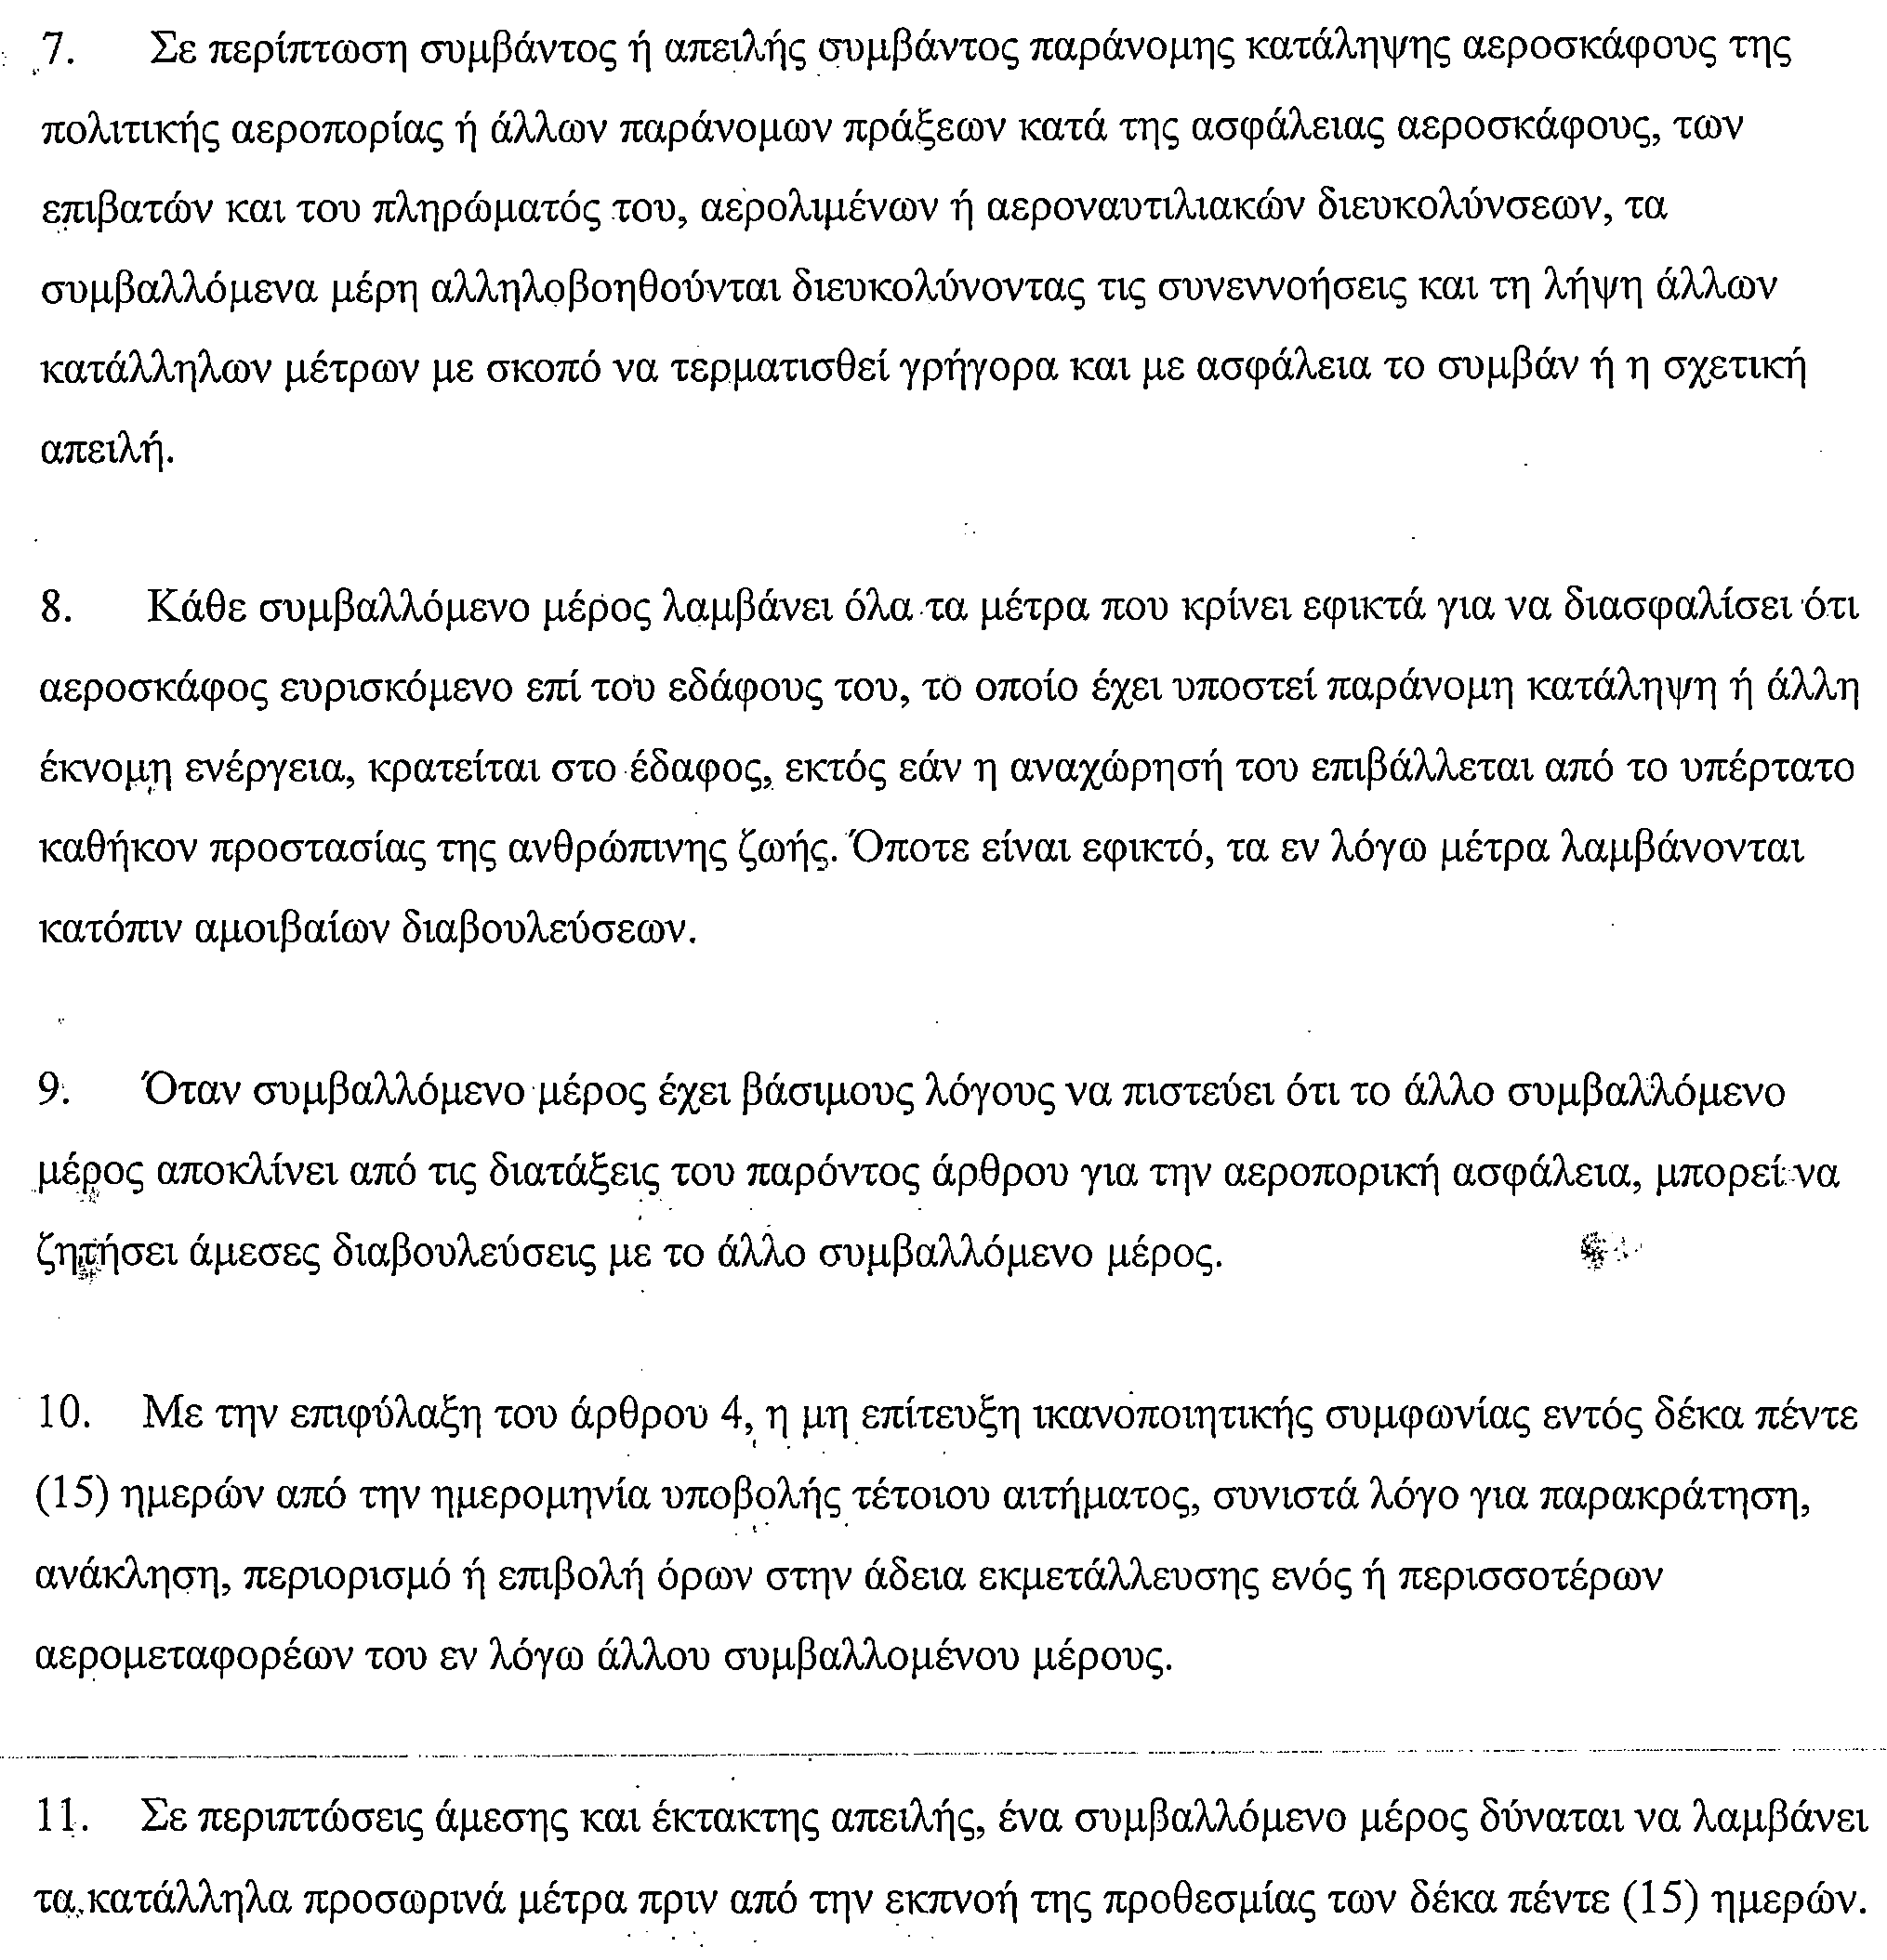 7. Σε περίπτωση συμβάντος ή απειλής συμβάντος παράνομης κατάληψης αεροσκάφους της
πολιτικής αεροπορίας ή άλλων παράνομων πράξεων κατά της ασφάλειας αεροσκάφους, των
επιβατών και του πληρώματός του, αερολιμένων ή αεροναυτιλιακών διευκολύνσεων, τα
συμβαλλόμενα μέρη αλληλοβοηθούνται διευκολύνοντας τις συνεννοήσεις και τη λήψη άλλων
κατάλληλων μέτρων με σκοπό να τερματισθεί γρήγορα και με ασφάλεια το συμβάν ή η σχετική
απειλή.
8. Κάθε συμβαλλόμενο μέρος λαμβάνει όλα τα μέτρα που κρίνει εφικτά για να διασφαλίσει ότι
αεροσκάφος ευρισκόμενο επί του εδάφους του, το οποίο έχει υποστεί παράνομη κατάληψη ή άλλη
έκνομη ενέργεια, κρατείται στο έδαφος, εκτός εάν η αναχώρησή του επιβάλλεται από το υπέρτατο
καθήκον προστασίας της ανθρώπινης ζωής. Όποτε είναι εφικτό, τα εν λόγω μέτρα λαμβάνονται
κατόπιν αμοιβαίων διαβουλεύσεων.
9. Όταν συμβαλλόμενο μέρος έχει βάσιμους λόγους να πιστεύει ότι το άλλο συμβαλλόμενο
μέρος αποκλίνει από τις διατάξεις του παρόντος άρθρου για την αεροπορική ασφάλεια, μπορεί να
ζητήσει άμεσες διαβουλεύσεις με το άλλο συμβαλλόμενο μέρος.
10. Με την επιφύλαξη του άρθρου 4, η μη επίτευξη ικανοποιητικής συμφωνίας εντός δέκα πέντε
(15) ημερών από την ημερομηνία υποβολής τέτοιου αιτήματος, συνιστά λόγο για παρακράτηση,
ανάκληση, περιορισμό ή επιβολή όρων στην άδεια εκμετάλλευσης ενός ή περισσοτέρων
αερομεταφορέων του εν λόγω άλλου συμβαλλομένου μέρους.
11. Σε περιπτώσεις άμεσης και έκτακτης απειλής, ένα συμβαλλόμενο μέρος δύναται να λαμβάνει
τα κατάλληλα προσωρινά μέτρα πριν από την εκπνοή της προθεσμίας των δέκα πέντε (15) ημερών.